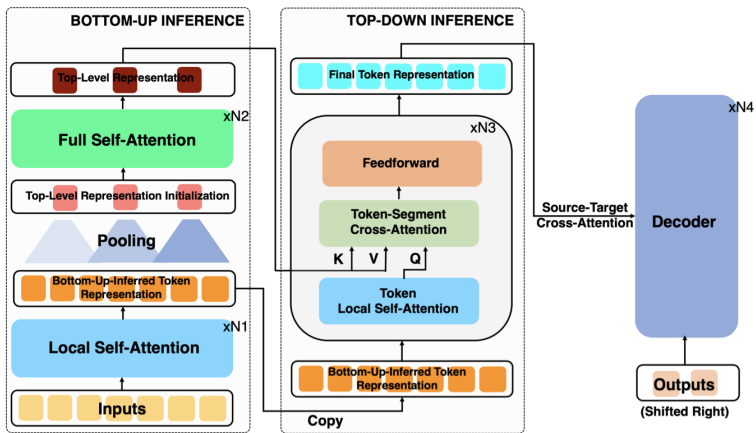 BOTTOM-UP INFERENCE
Top-Level Representation
xN2
Full Self-Attention
Top-Level Representation Initialization
Pooling
Bottom-Up-Inferred Token
Representation
xN1
Local Self-Attention
Inputs
TOP-DOWN INFERENCE
Final Token Representation
xN3
Feedforward
Token-Segment
Cross-Attention
K
V
Q
Token
Local Self-Attention
Bottom-Up-Inferred Token
Representation
Copy
Source-Target
Cross-Attention
xN4
Decoder
Outputs
(Shifted Right)